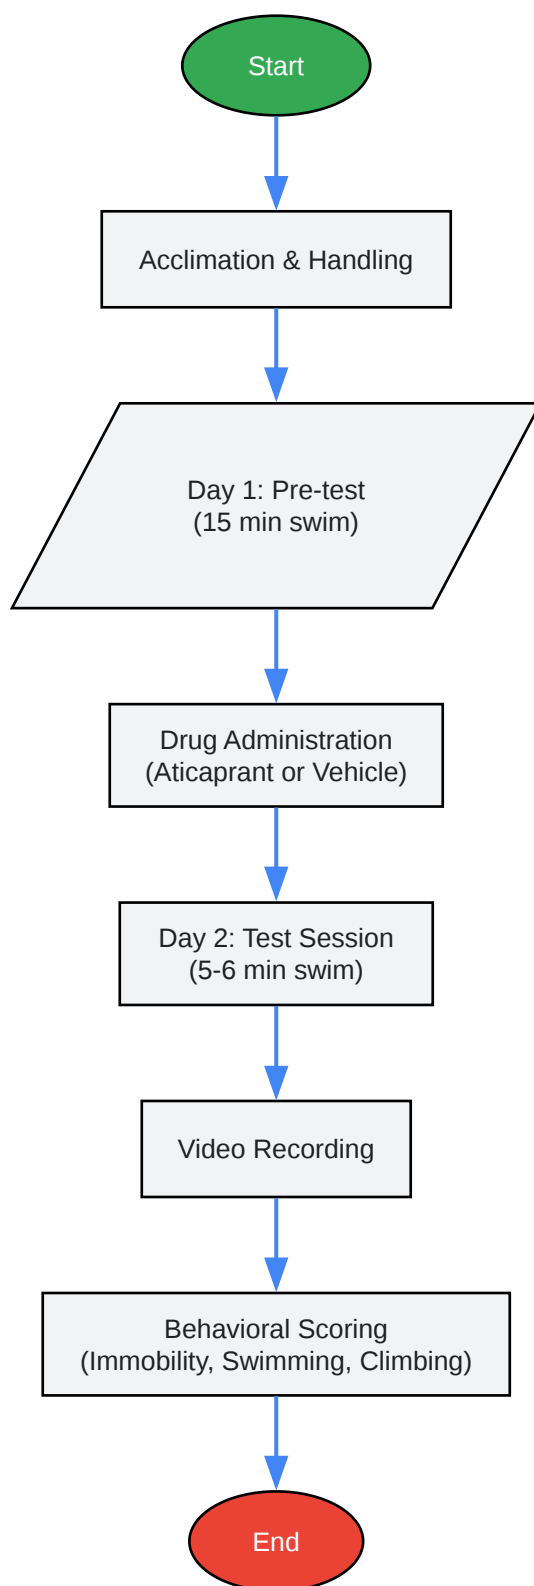 Start
Acclimation & Handling
Day 1: Pre-test
(15 min swim)
Drug Administration
(Aticaprant or Vehicle)
Day 2: Test Session
(5-6 min swim)
Video Recording
Behavioral Scoring
(Immobility, Swimming, Climbing)
End